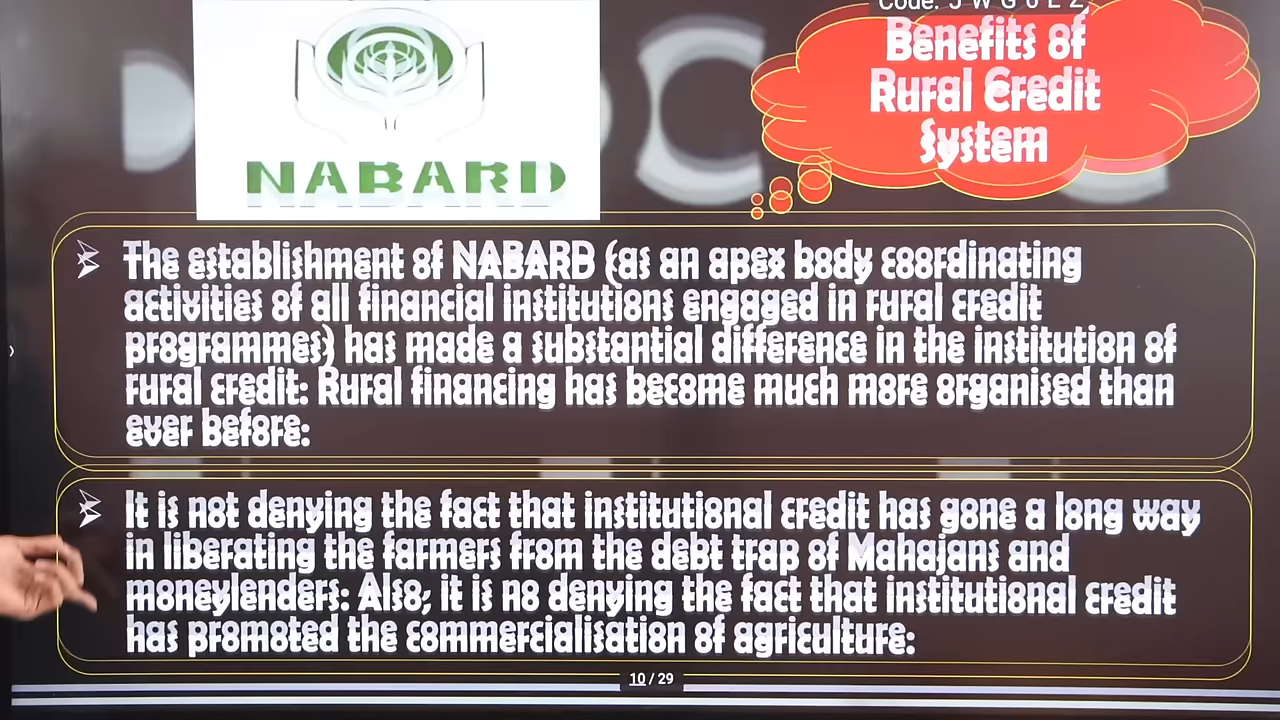 NABARD
Benefits of
Rural Credit
System
The establishment of NABARD (as an apex body coordinating
activities of all financial institutions engaged in rural credit
programmes) has made a substantial difference in the institution of
rural credit: Rural financing has become much more organised than
ever before:
It is not denying the fact that institutional credit has gone a long way
in liberating the farmers from the debt trap of Mahajans and
moneylenders: Also, it is no denying the fact that institutional credit
has promoted the commercialisation of agriculture:
10 / 29